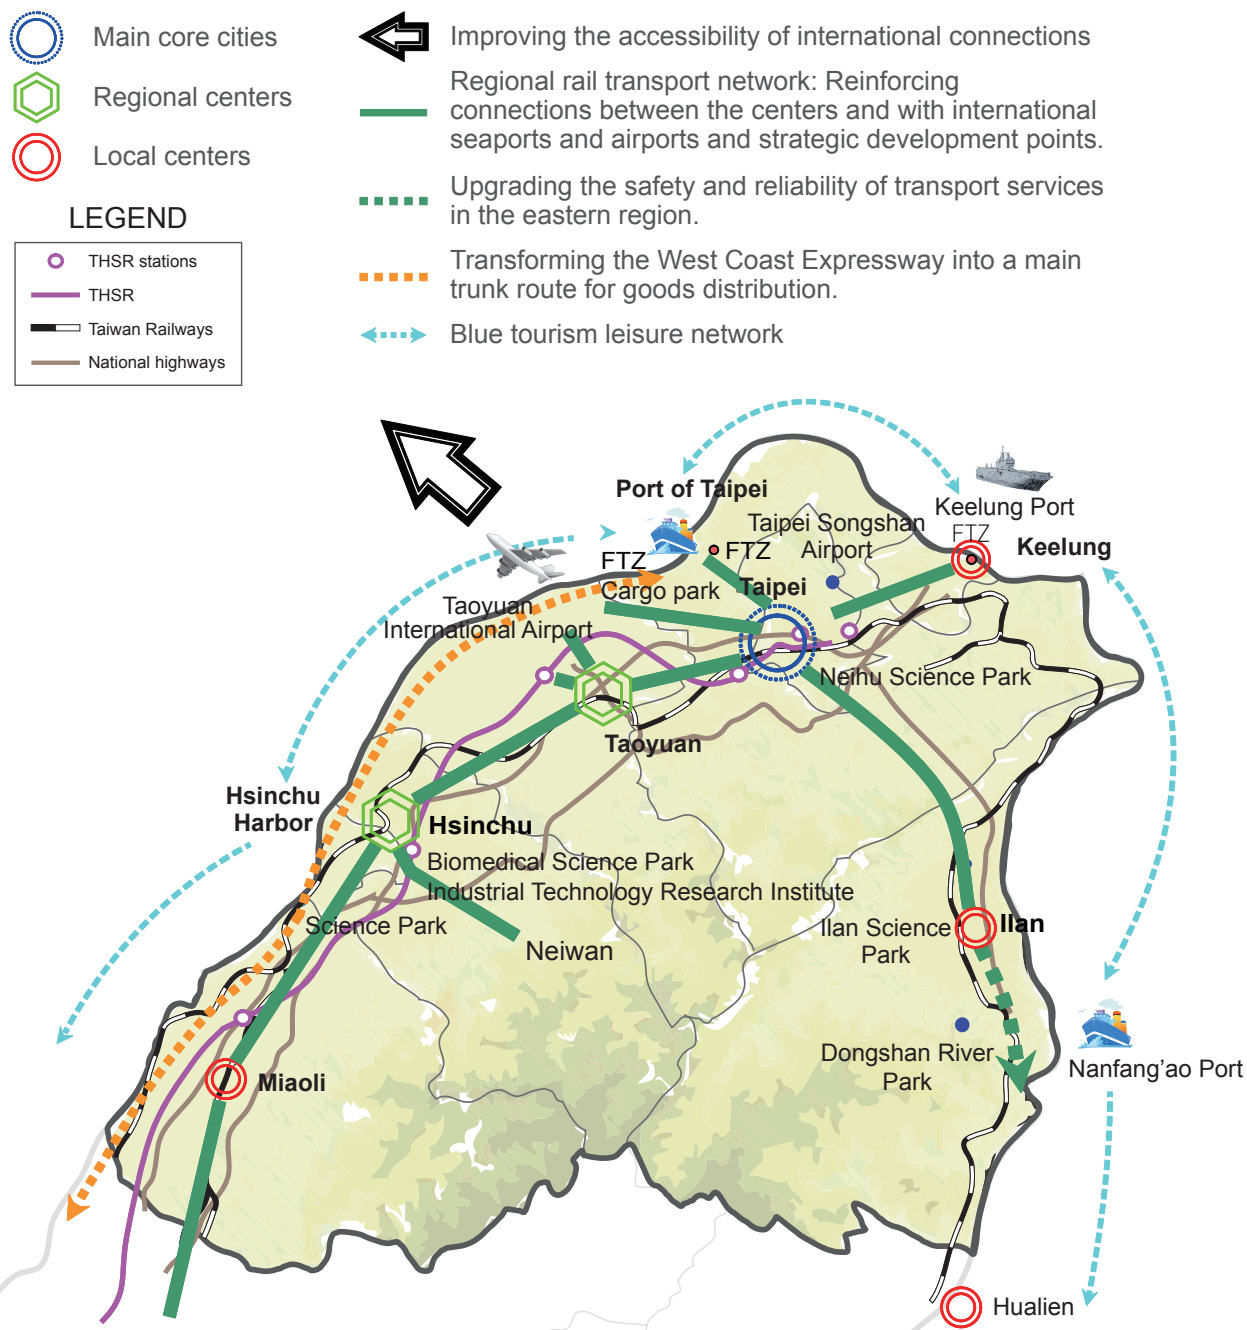 Main core cities
Regional centers
Local centers
Improving the accessibility of international connections
Regional rail transport network: Reinforcing
connections between the centers and with international
seaports and airports and strategic development points.
Upgrading the safety and reliability of transport services
in the eastern region.
Transforming the West Coast Expressway into a main
trunk route for goods distribution.
Blue tourism leisure network
LEGEND
THSR stations
THSR
Taiwan Railways
National highways
Port of Taipei
Keelung Port
FTZ
Keelung
Taipei Songshan
Airport
FTZ
FTZ
Cargo park
Taipei
Taoyuan
International Airport
Neihu Science Park
Taoyuan
Hsinchu
Harbor
Hsinchu
Biomedical Science Park
Industrial Technology Research Institute
Science Park
Neiwan
Ilan Science
Park
Ilan
Dongshan River
Park
Nanfang'ao Port
Miaoli
Hualien